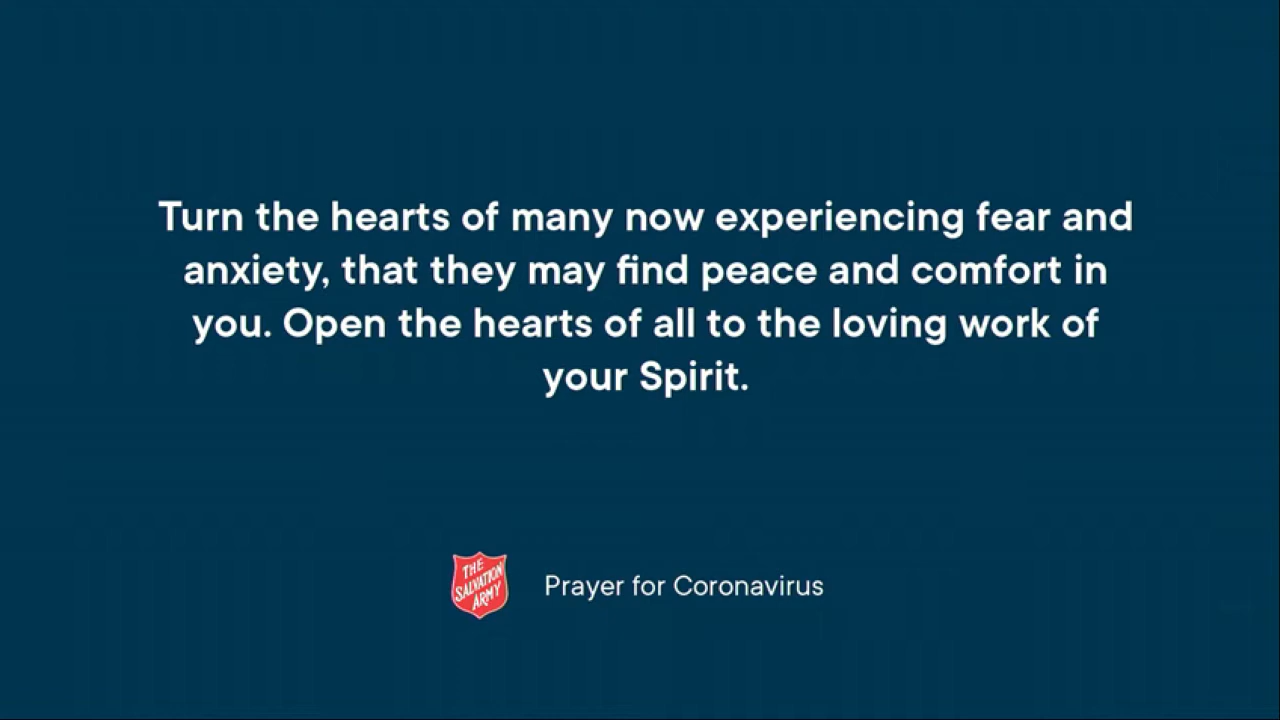 Turn the hearts of many now experiencing fear and
anxiety, that they may find peace and comfort in
you. Open the hearts of all to the loving work of
your Spirit.
THE
SALVATION
ARMY
Prayer for Coronavirus